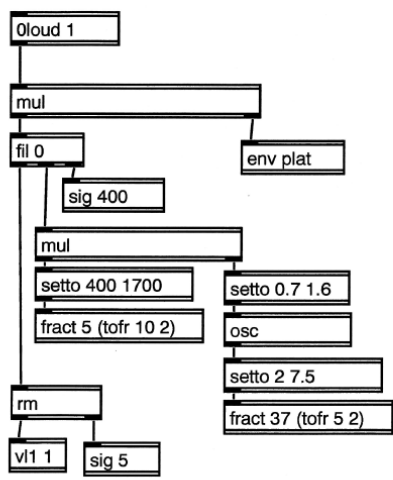 0loud 1
mul
fil 0
env plat
sig 400
mul
setto 400 1700
setto 0.7 1.6
fract 5 (tofr 10 2)
osc
setto 2 7.5
rm
fract 37 (tofr 5 2)
vl1 1
sig 5